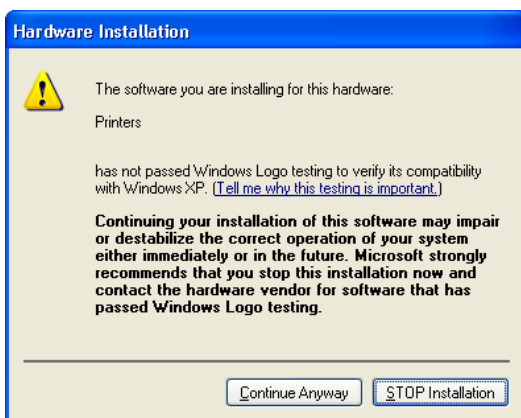 Hardware Installation
The software you are installing for this hardware:
Printers
has not passed Windows Logo testing to verify its compatibility
with Windows XP. (Tell me why this testing is important.)
Continuing your installation of this software may impair
or destabilize the correct operation of your system
either immediately or in the future. Microsoft strongly
recommends that you stop this installation now and
contact the hardware vendor for software that has
passed Windows Logo testing.
Continue Anyway
STOP Installation